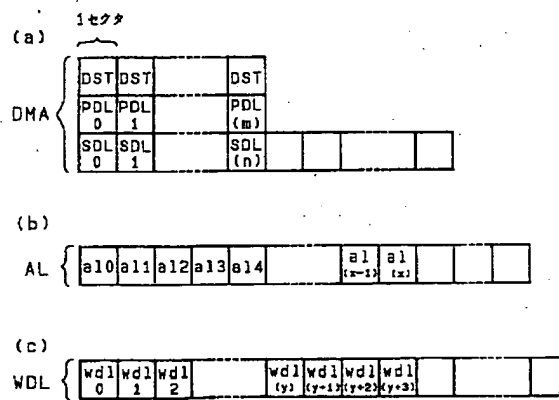 1セクタ
(a)
DMA
DST DST DST
PDL 0 PDL 1 PDL (m)
SDL 0 SDL 1 SDL (n)
(b)
AL
al0 al1 al2 al3 al4 al (x-1) al (x)
(c)
WDL
wdl 0 wdl 1 wdl 2 wdl (y) wdl (y+1) wdl (y+2) wdl (y+3)